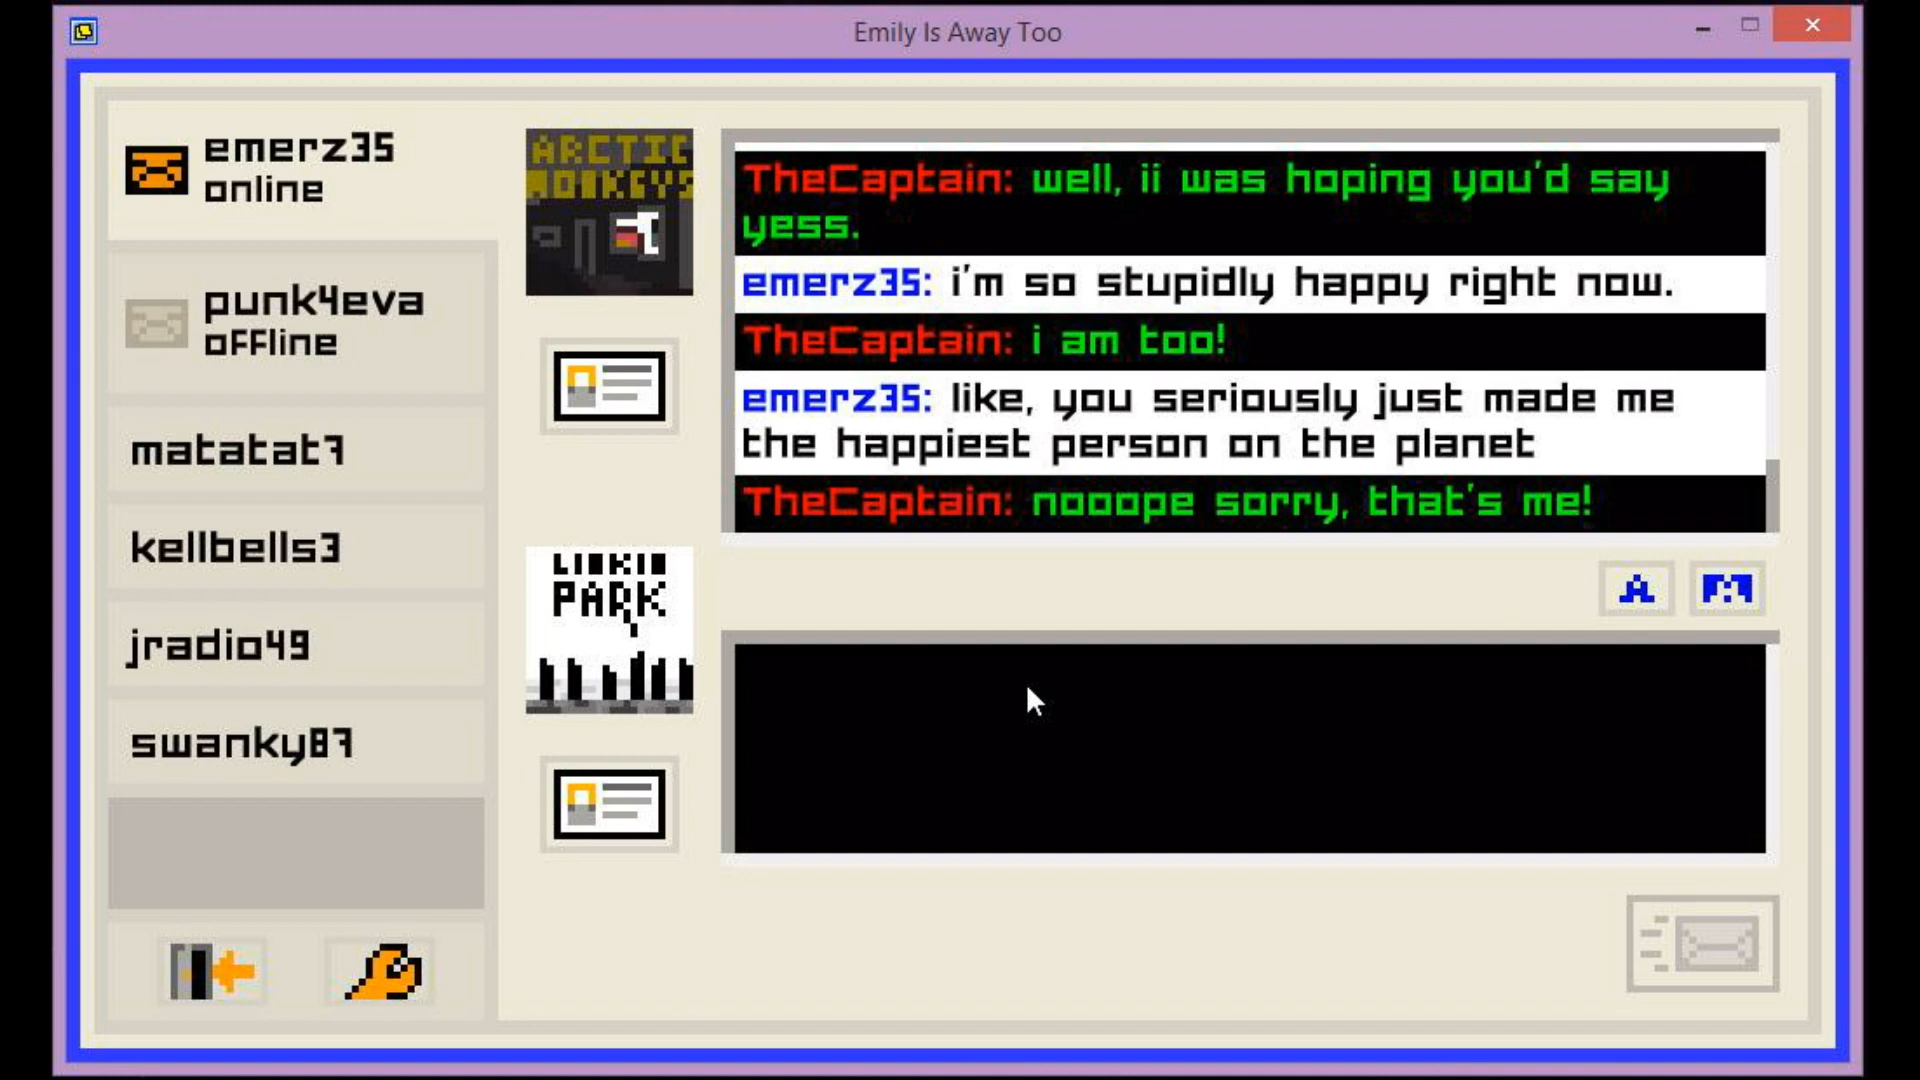 Emily Is Away Too
emerz35
online
punk4eva
offline
matatat7
kellbells3
jradio49
swanky87
ARCTIC
MONKEYS
LINKIN
PARK
TheCaptain: well, ii was hoping you'd say
yess.
emerz35: i'm so stupidly happy right now.
TheCaptain: i am too!
emerz35: like, you seriously just made me
the happiest person on the planet
TheCaptain: nooope sorry, that's me!
A